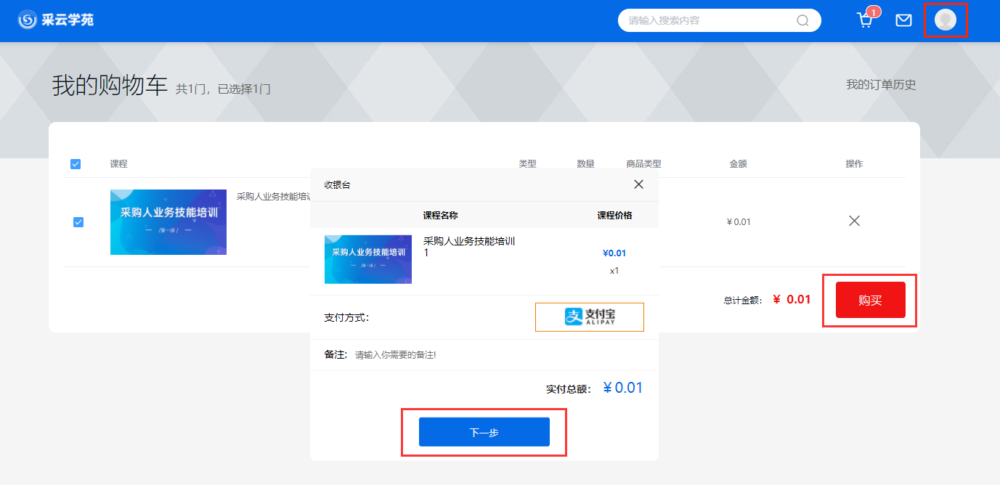 采云学苑
请输入搜索内容
1
我的购物车 共1门，已选择1门
我的订单历史
课程 类型 数量 商品类型 金额 操作
采购人业务技能培训
/第一讲/
采购人业务技能培训
¥ 0.01
总计金额： ¥ 0.01
购买
收银台
课程名称 课程价格
采购人业务技能培训
/第一讲/
采购人业务技能培训
1
¥0.01
x1
支付方式：
支付宝
ALIPAY
备注： 请输入你需要的备注!
实付总额： ¥ 0.01
下一步